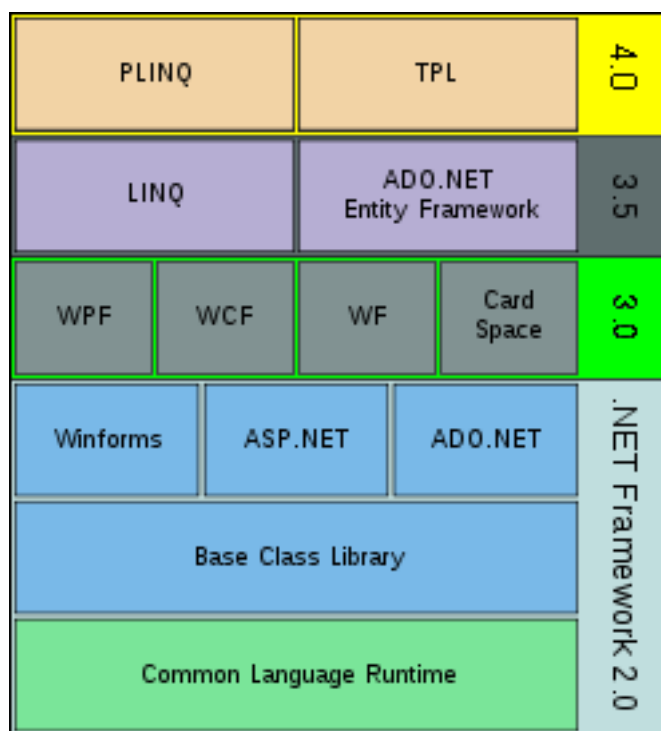 PLINQ
TPL
4.0
LINQ
ADO.NET
Entity Framework
3.5
WPF
WCF
WF
Card
Space
3.0
Winforms
ASP.NET
ADO.NET
.NET Framework 2.0
Base Class Library
Common Language Runtime